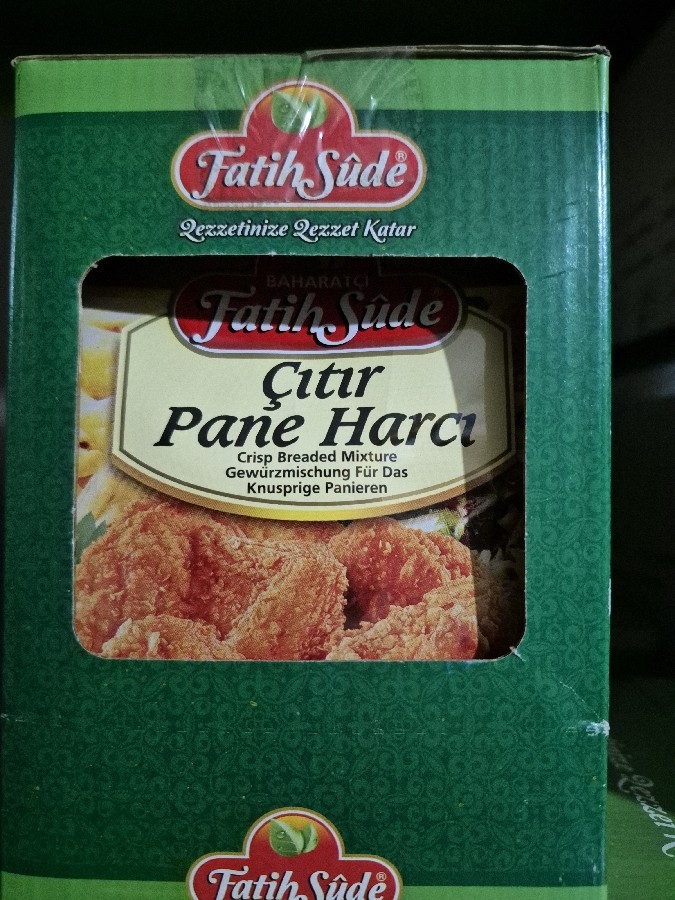 Fatih Sûde®
Lezzetinize Lezzet Katar
BAHARATÇI
Fatih Sûde
Çıtır
Pane Harcı
Crisp Breaded Mixture
Gewürzmischung Für Das
Knusprige Panieren
Fatih Sûde®
Lezzet K